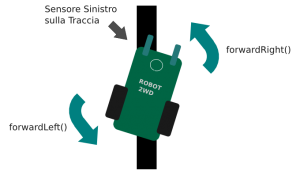 Sensore Sinistro
sulla Traccia
forwardRight()
ROBOT
2WD
forwardLeft()